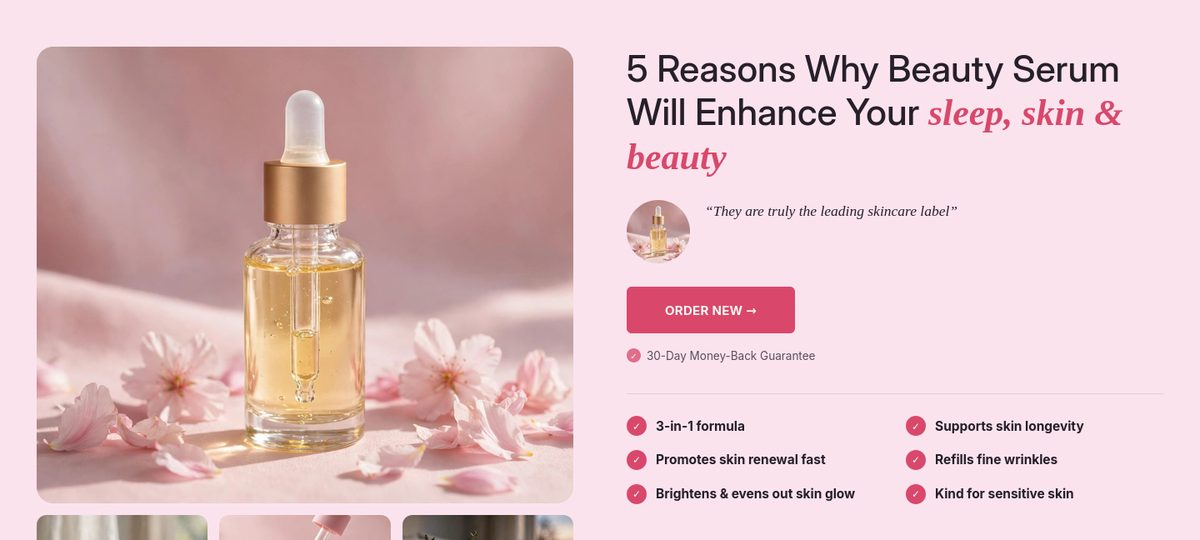 5 Reasons Why Beauty Serum
Will Enhance Your sleep, skin &
beauty
“They are truly the leading skincare label”
ORDER NEW →
30-Day Money-Back Guarantee
3-in-1 formula
Supports skin longevity
Promotes skin renewal fast
Refills fine wrinkles
Brightens & evens out skin glow
Kind for sensitive skin